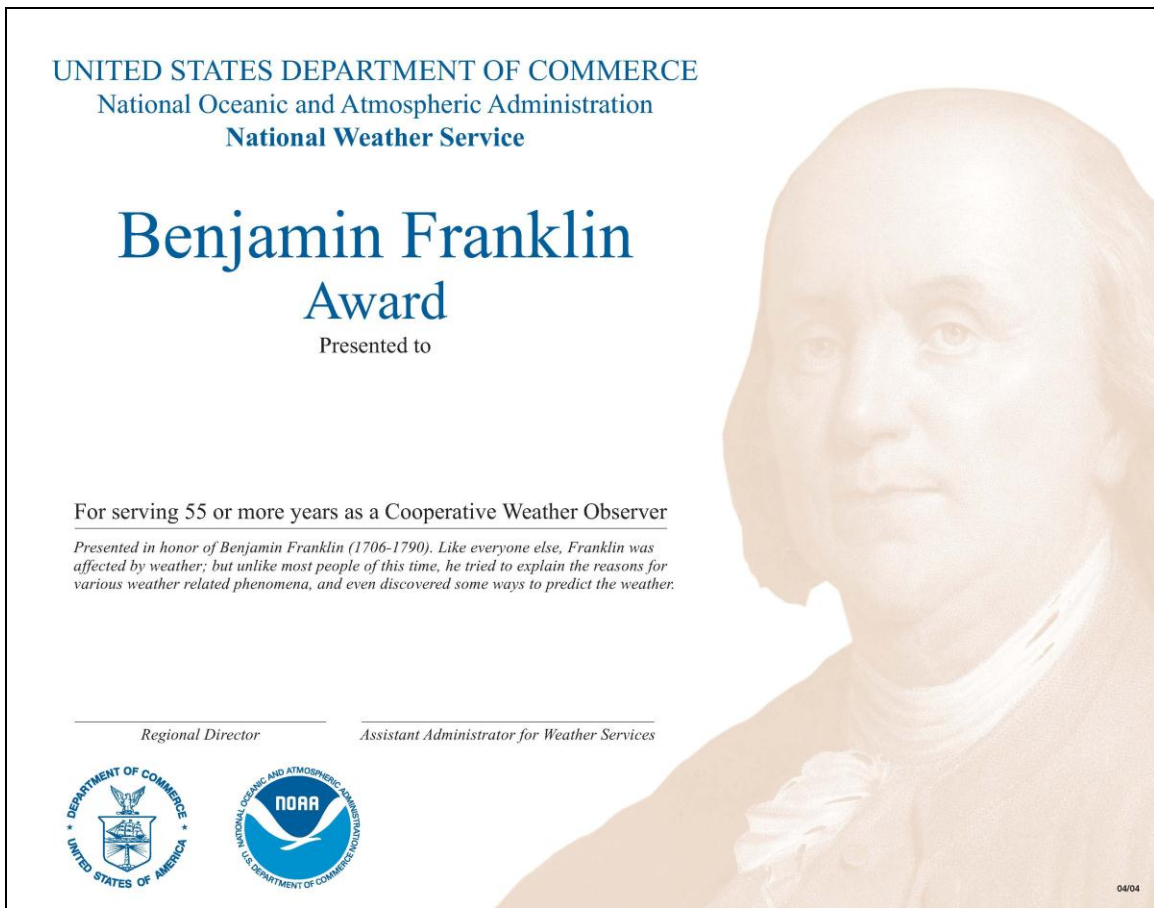 UNITED STATES DEPARTMENT OF COMMERCE
National Oceanic and Atmospheric Administration
National Weather Service
Benjamin Franklin
Award
Presented to
For serving 55 or more years as a Cooperative Weather Observer
Presented in honor of Benjamin Franklin (1706-1790). Like everyone else, Franklin was
affected by weather; but unlike most people of this time, he tried to explain the reasons for
various weather related phenomena, and even discovered some ways to predict the weather.
Regional Director
Assistant Administrator for Weather Services
DEPARTMENT OF COMMERCE
UNITED STATES OF AMERICA
NATIONAL OCEANIC AND ATMOSPHERIC ADMINISTRATION
NOAA
U.S. DEPARTMENT OF COMMERCE
04/04